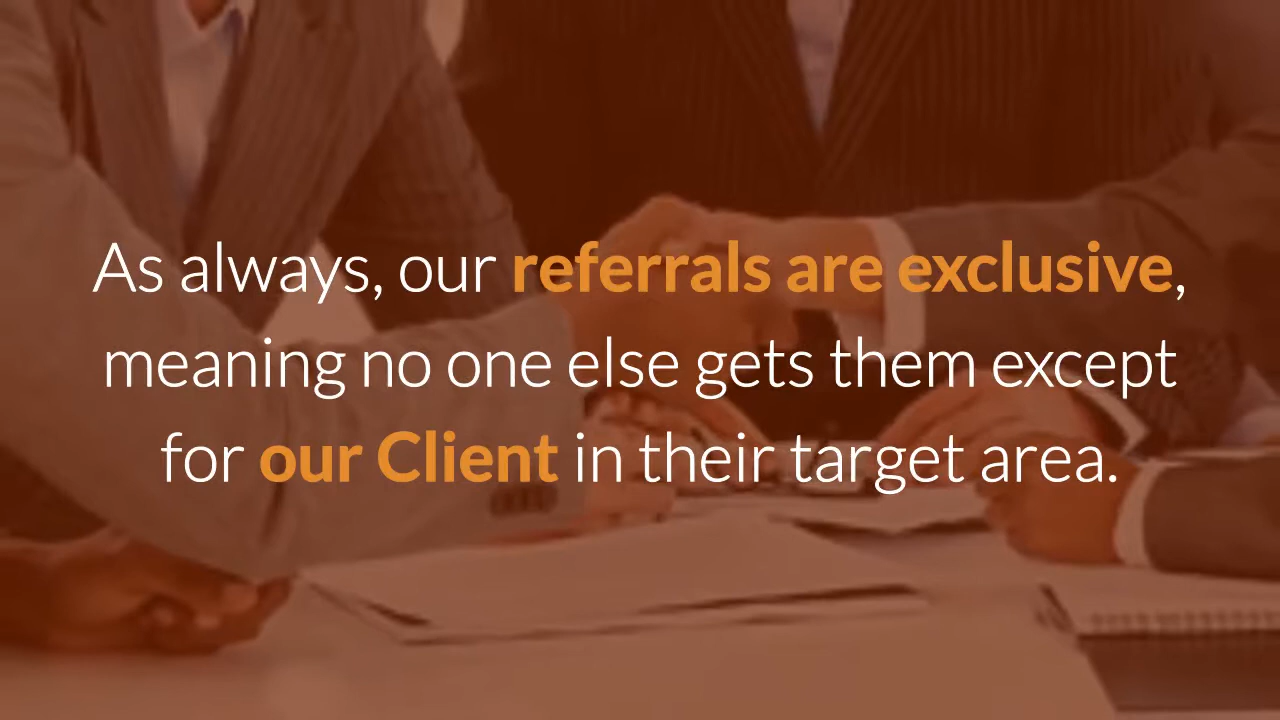 As always, our referrals are exclusive,
meaning no one else gets them except
for our Client in their target area.